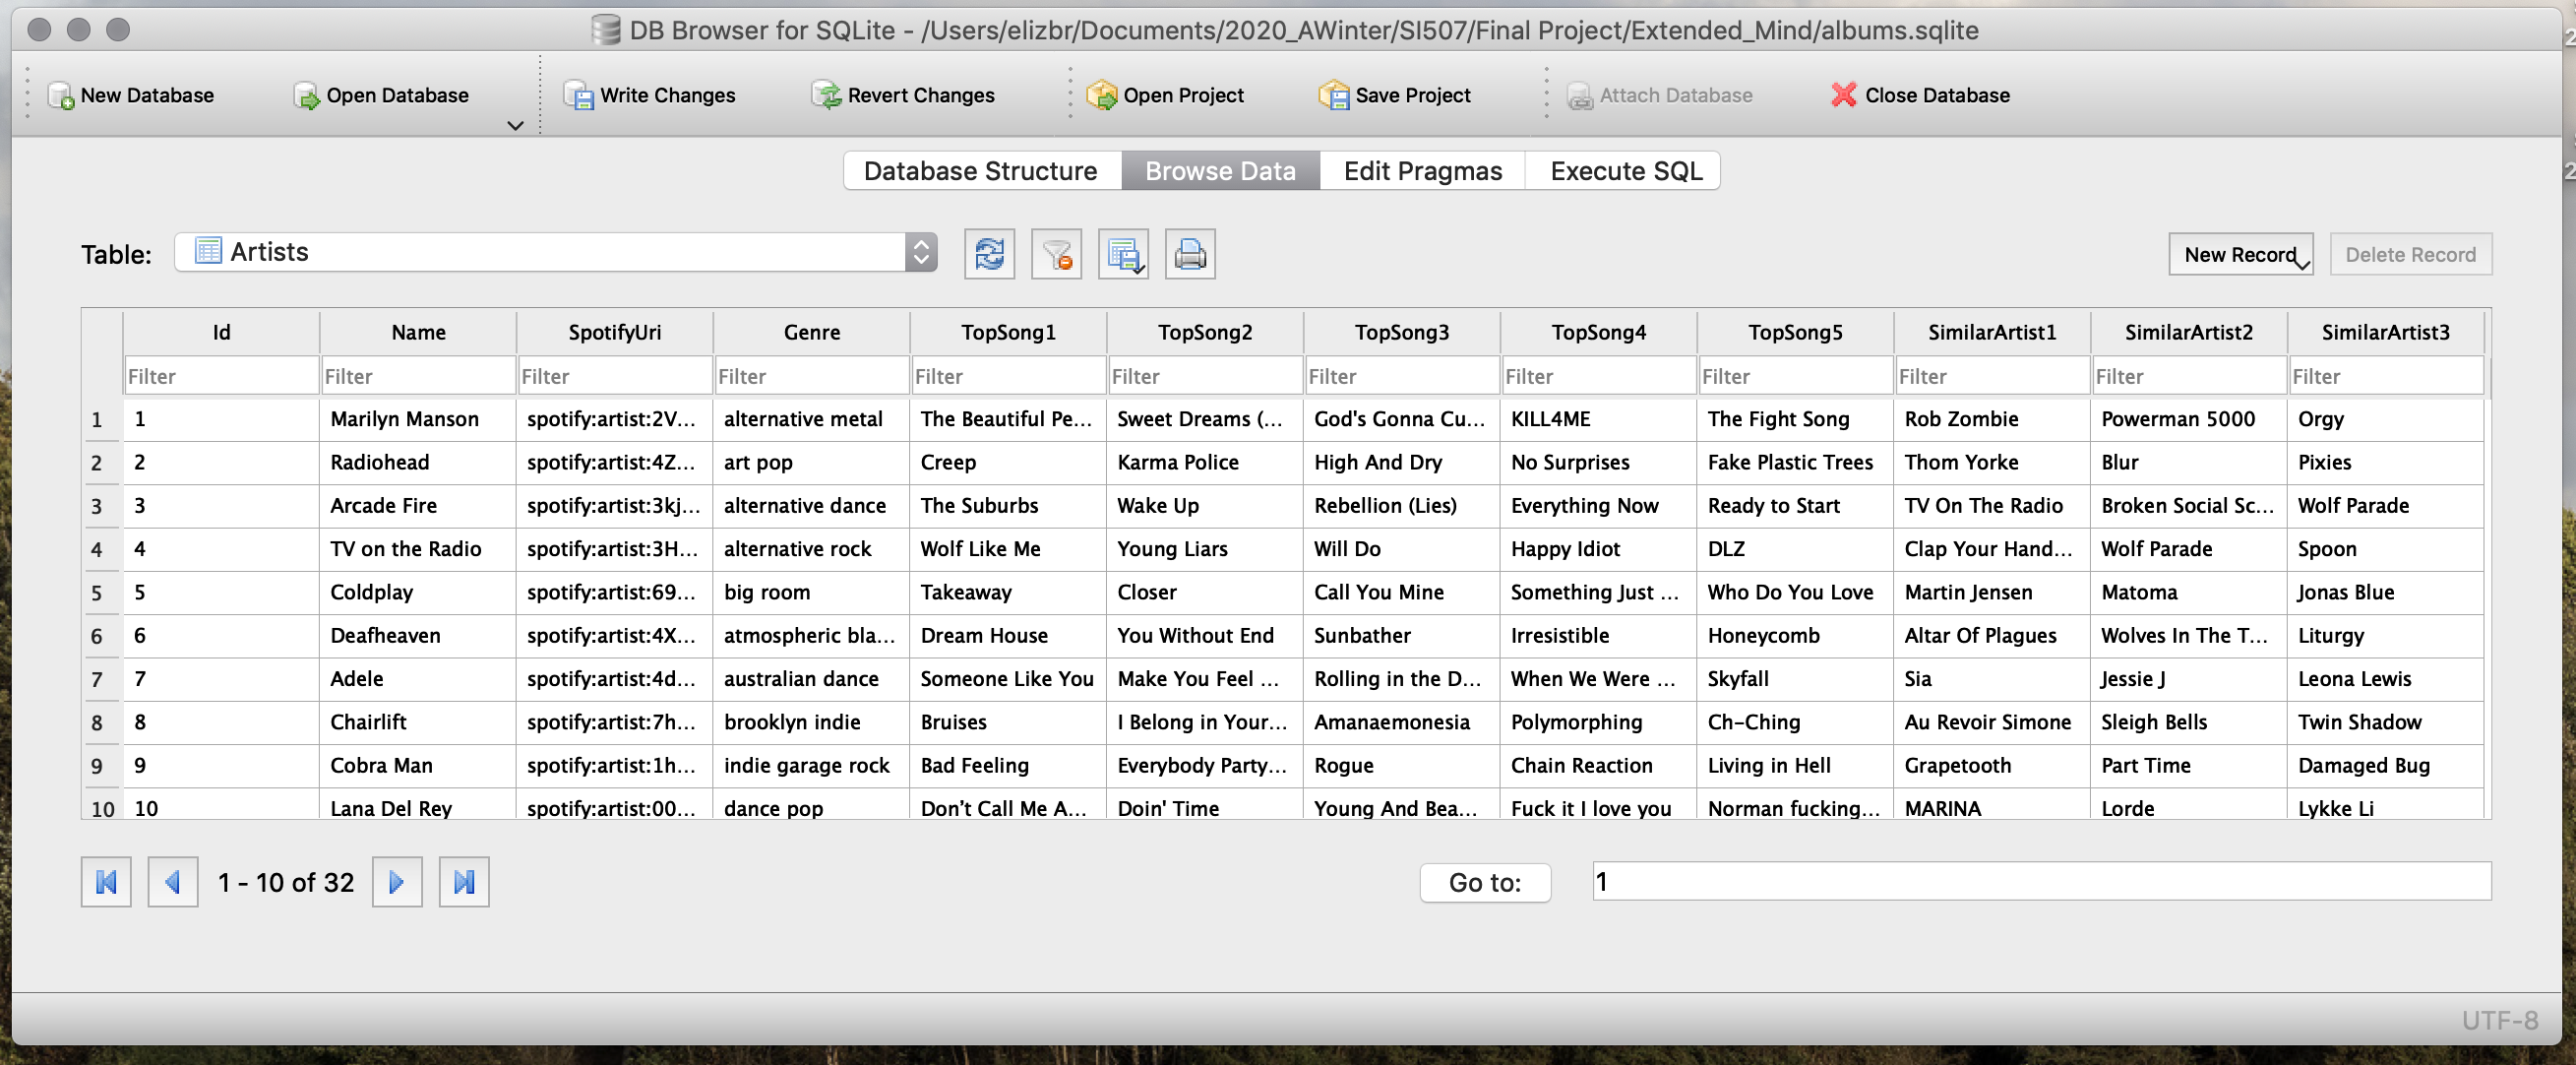 DB Browser for SQLite - /Users/elizbr/Documents/2020_AWinter/SI507/Final Project/Extended_Mind/albums.sqlite
New Database Open Database Write Changes Revert Changes Open Project Save Project Attach Database Close Database
Database Structure Browse Data Edit Pragmas Execute SQL
Table: Artists New Record Delete Record
Id Name SpotifyUri Genre TopSong1 TopSong2 TopSong3 TopSong4 TopSong5 SimilarArtist1 SimilarArtist2 SimilarArtist3
Filter Filter Filter Filter Filter Filter Filter Filter Filter Filter Filter Filter
1 1 Marilyn Manson spotify:artist:2V... alternative metal The Beautiful Pe... Sweet Dreams (... God's Gonna Cu... KILL4ME The Fight Song Rob Zombie Powerman 5000 Orgy
2 2 Radiohead spotify:artist:4Z... art pop Creep Karma Police High And Dry No Surprises Fake Plastic Trees Thom Yorke Blur Pixies
3 3 Arcade Fire spotify:artist:3kj... alternative dance The Suburbs Wake Up Rebellion (Lies) Everything Now Ready to Start TV On The Radio Broken Social Sc... Wolf Parade
4 4 TV on the Radio spotify:artist:3H... alternative rock Wolf Like Me Young Liars Will Do Happy Idiot DLZ Clap Your Hand... Wolf Parade Spoon
5 5 Coldplay spotify:artist:69... big room Takeaway Closer Call You Mine Something Just ... Who Do You Love Martin Jensen Matoma Jonas Blue
6 6 Deafheaven spotify:artist:4X... atmospheric bla... Dream House You Without End Sunbather Irresistible Honeycomb Altar Of Plagues Wolves In The T... Liturgy
7 7 Adele spotify:artist:4d... australian dance Someone Like You Make You Feel ... Rolling in the D... When We Were ... Skyfall Sia Jessie J Leona Lewis
8 8 Chairlift spotify:artist:7h... brooklyn indie Bruises I Belong in Your... Amanaemonesia Polymorphing Ch-Ching Au Revoir Simone Sleigh Bells Twin Shadow
9 9 Cobra Man spotify:artist:1h... indie garage rock Bad Feeling Everybody Party... Rogue Chain Reaction Living in Hell Grapetooth Part Time Damaged Bug
10 10 Lana Del Rey spotify:artist:00... dance pop Don’t Call Me A... Doin' Time Young And Bea... Fuck it I love you Norman fucking... MARINA Lorde Lykke Li
1 - 10 of 32 Go to: 1
UTF-8